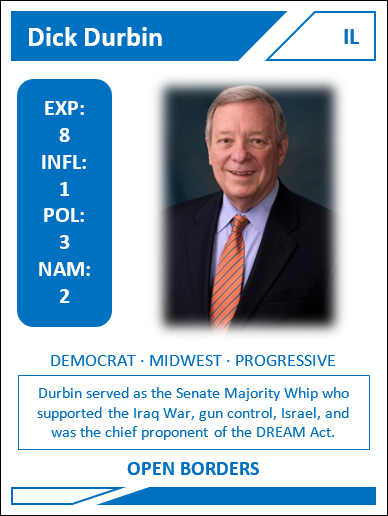 Dick Durbin
IL
EXP:
8
INFL:
1
POL:
3
NAM:
2
DEMOCRAT · MIDWEST · PROGRESSIVE
Durbin served as the Senate Majority Whip who
supported the Iraq War, gun control, Israel, and
was the chief proponent of the DREAM Act.
OPEN BORDERS